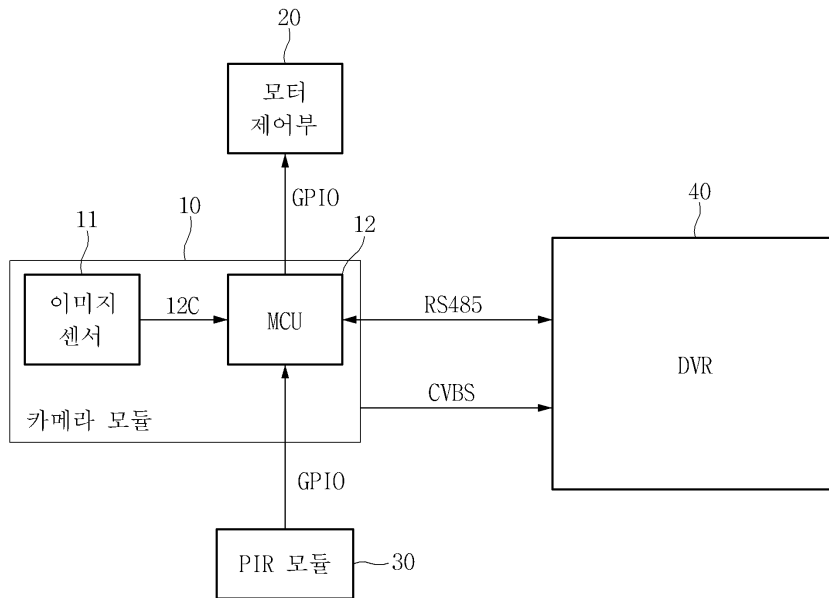 20
모터
제어부
GPIO
10
11
12
40
이미지
센서
12C
MCU
RS485
DVR
CVBS
카메라 모듈
GPIO
PIR 모듈
30